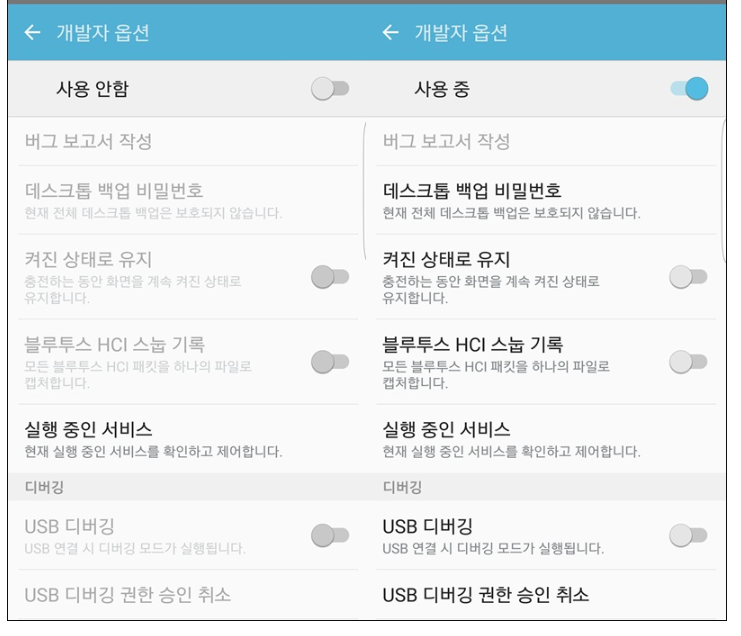 개발자 옵션
사용 안함
버그 보고서 작성
데스크톱 백업 비밀번호
현재 전체 데스크톱 백업은 보호되지 않습니다.
켜진 상태로 유지
충전하는 동안 화면을 계속 켜진 상태로
유지합니다.
블루투스 HCI 스눕 기록
모든 블루투스 HCI 패킷을 하나의 파일로
캡처합니다.
실행 중인 서비스
현재 실행 중인 서비스를 확인하고 제어합니다.
디버깅
USB 디버깅
USB 연결 시 디버깅 모드가 실행됩니다.
USB 디버깅 권한 승인 취소
개발자 옵션
사용 중
버그 보고서 작성
데스크톱 백업 비밀번호
현재 전체 데스크톱 백업은 보호되지 않습니다.
켜진 상태로 유지
충전하는 동안 화면을 계속 켜진 상태로
유지합니다.
블루투스 HCI 스눕 기록
모든 블루투스 HCI 패킷을 하나의 파일로
캡처합니다.
실행 중인 서비스
현재 실행 중인 서비스를 확인하고 제어합니다.
디버깅
USB 디버깅
USB 연결 시 디버깅 모드가 실행됩니다.
USB 디버깅 권한 승인 취소